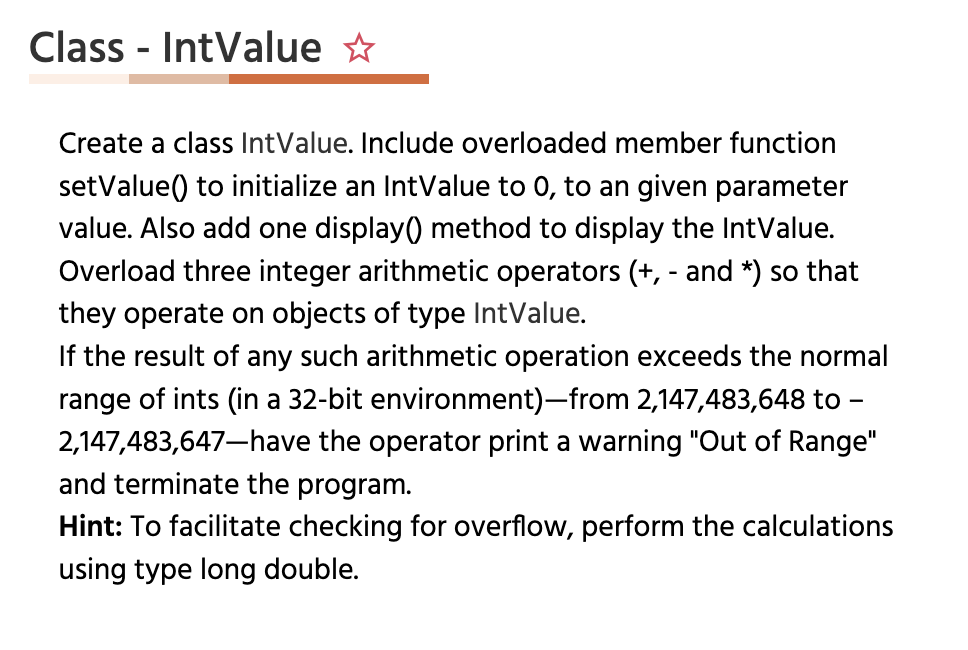 Class - IntValue
Create a class IntValue. Include overloaded member function
setValue() to initialize an IntValue to 0, to an given parameter
value. Also add one display() method to display the IntValue.
Overload three integer arithmetic operators (+, - and *) so that
they operate on objects of type IntValue.
If the result of any such arithmetic operation exceeds the normal
range of ints (in a 32-bit environment)—from 2,147,483,648 to –
2,147,483,647—have the operator print a warning "Out of Range"
and terminate the program.
Hint: To facilitate checking for overflow, perform the calculations
using type long double.